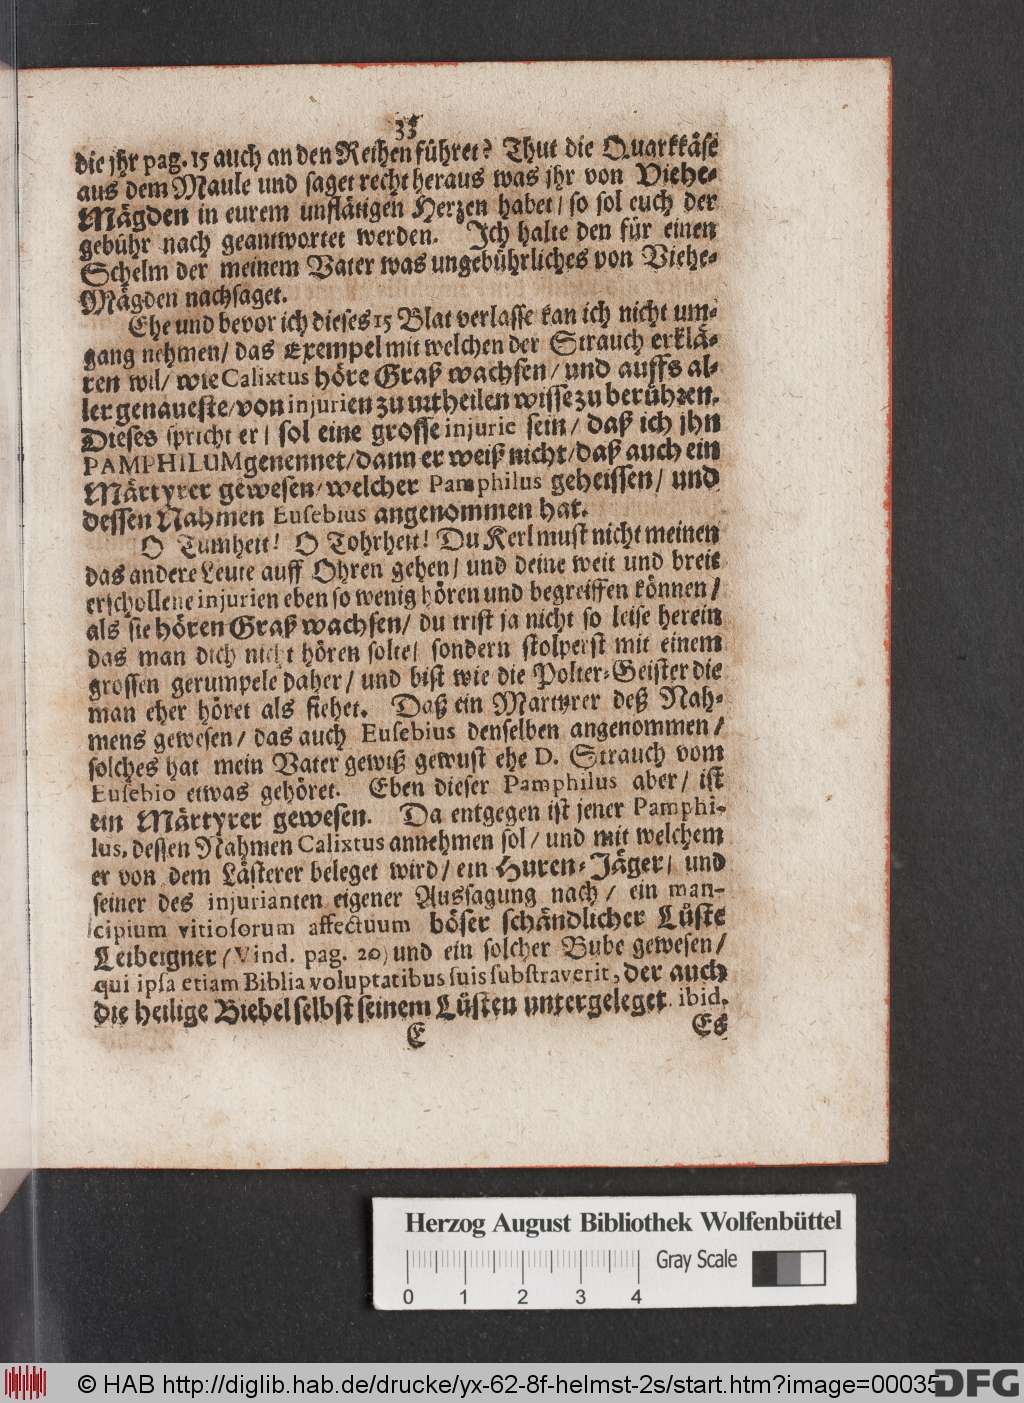 33
die jhr pag. 15 auch an den Reihen führet? Thut die Quarkkäse
aus dem Maule und saget recht heraus was jhr von Viehe-
Mägden in eurem unflätigen Herzen habet / so sol euch der
gebühr nach geantwortet werden. Ich halte den für einen
Schelm der meinem Vater was ungebührliches von Viehe-
Mägden nachsaget.
Ehe und bevor ich dieses 15 Blat verlasse kan ich nicht um-
gang nehmen / das Exempel mit welchen der Strauch erklä-
ren wil / wie Calixtus höre Graß wachsen / und auffs al-
ler genaueste / von injurien zu urtheilen wisse zu berühren.
Dieses spricht er / sol eine grosse injurie sein / daß ich jhn
PAMPHILUM genennet / dann er weiß nicht / daß auch ein
Märtyrer gewesen / welcher Pamphilus geheissen / und
dessen Nahmen Eusebius angenommen hat.
O Tumheit! O Tohrheit! Du Kerl must nicht meinen
das andere Leute auff Ohren gehen / und deine weit und breit
erschollene injurien eben so wenig hören und begreiffen können /
als sie hören Graß wachsen / du trist ja nicht so leise herein
das man dich nicht hören solte / sondern stolperst mit einem
grossen gerumpele daher / und bist wie die Polter-Geister die
man eher höret als siehet. Daß ein Martyrer deß Nah-
mens gewesen / das auch Eusebius denselben angenommen /
solches hat mein Vater gewiß gewust ehe D. Strauch vom
Eusebio etwas gehöret. Eben dieser Pamphilus aber / ist
ein Märtyrer gewesen. Da entgegen ist jener Pamphi-
lus, dessen Nahmen Calixtus annehmen sol / und mit welchem
er von dem Lästerer beleget wird / ein Huren-Jäger / und
seiner des injurianten eigener Aussagung nach / ein man-
cipium vitiosorum affectuum böser schändlicher Lüste
Leibeigner (Vind. pag. 20) und ein solcher Bube gewesen /
qui ipsa etiam Biblia voluptatibus suis substraverit, der auch
die heilige Biebel selbst seinem Lüsten untergeleget ibid.
E
Es
Herzog August Bibliothek Wolfenbüttel
Gray Scale
0 1 2 3 4
© HAB http://diglib.hab.de/drucke/yx-62-8f-helmst-2s/start.htm?image=00035
DFG